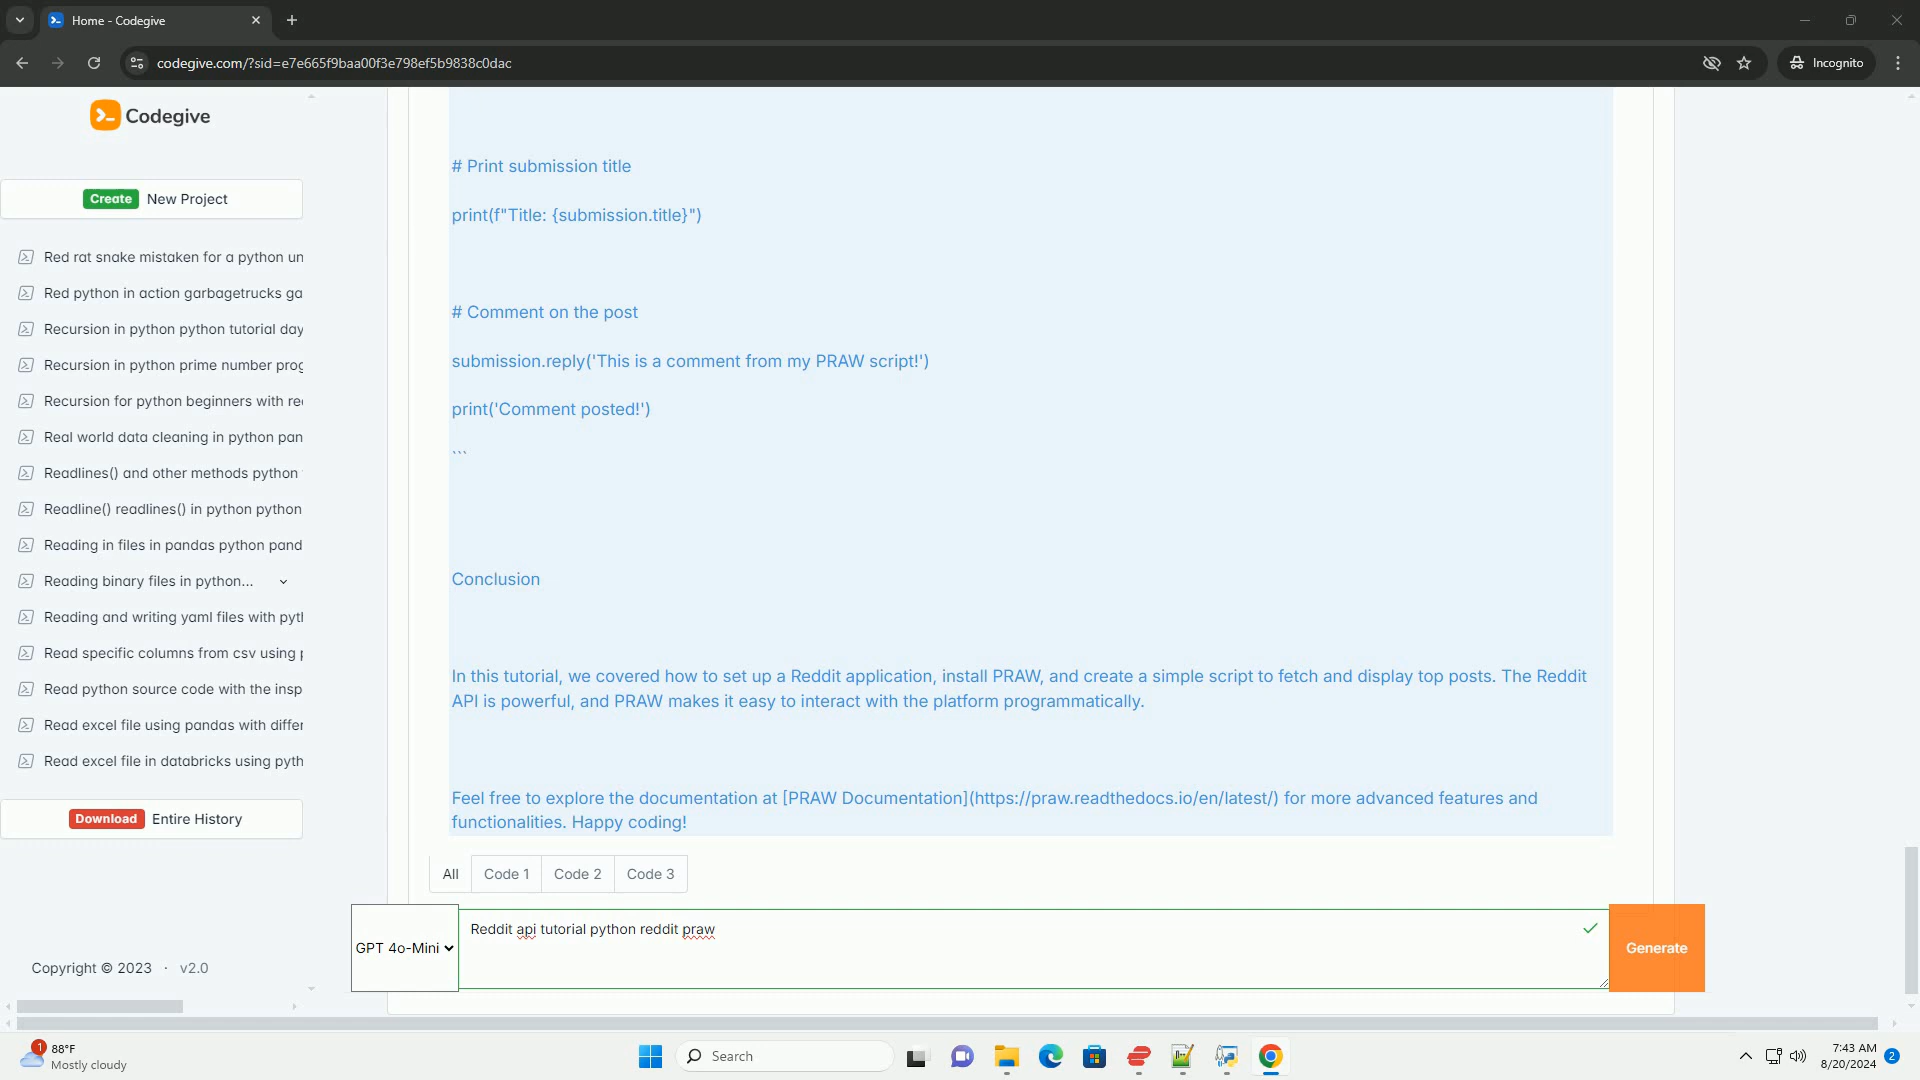 Home - Codegive
codegive.com/?sid=e7e665f9baa00f3e798ef5b9838c0dac
Incognito
Codegive
Create New Project
Red rat snake mistaken for a python un
Red python in action garbagetrucks ga
Recursion in python python tutorial day
Recursion in python prime number prog
Recursion for python beginners with re
Real world data cleaning in python pan
Readlines() and other methods python
Readline() readlines() in python python
Reading in files in pandas python pand
Reading binary files in python...
Reading and writing yaml files with pyth
Read specific columns from csv using p
Read python source code with the insp
Read excel file using pandas with differ
Read excel file in databricks using pyth
Download Entire History
Copyright © 2023 · v2.0
# Print submission title
print(f"Title: {submission.title}")
# Comment on the post
submission.reply('This is a comment from my PRAW script!')
print('Comment posted!')
```
Conclusion
In this tutorial, we covered how to set up a Reddit application, install PRAW, and create a simple script to fetch and display top posts. The Reddit
API is powerful, and PRAW makes it easy to interact with the platform programmatically.
Feel free to explore the documentation at [PRAW Documentation](https://praw.readthedocs.io/en/latest/) for more advanced features and
functionalities. Happy coding!
All Code 1 Code 2 Code 3
GPT 4o-Mini
Reddit api tutorial python reddit praw
Generate
1
88°F
Mostly cloudy
Search
7:43 AM
8/20/2024
2